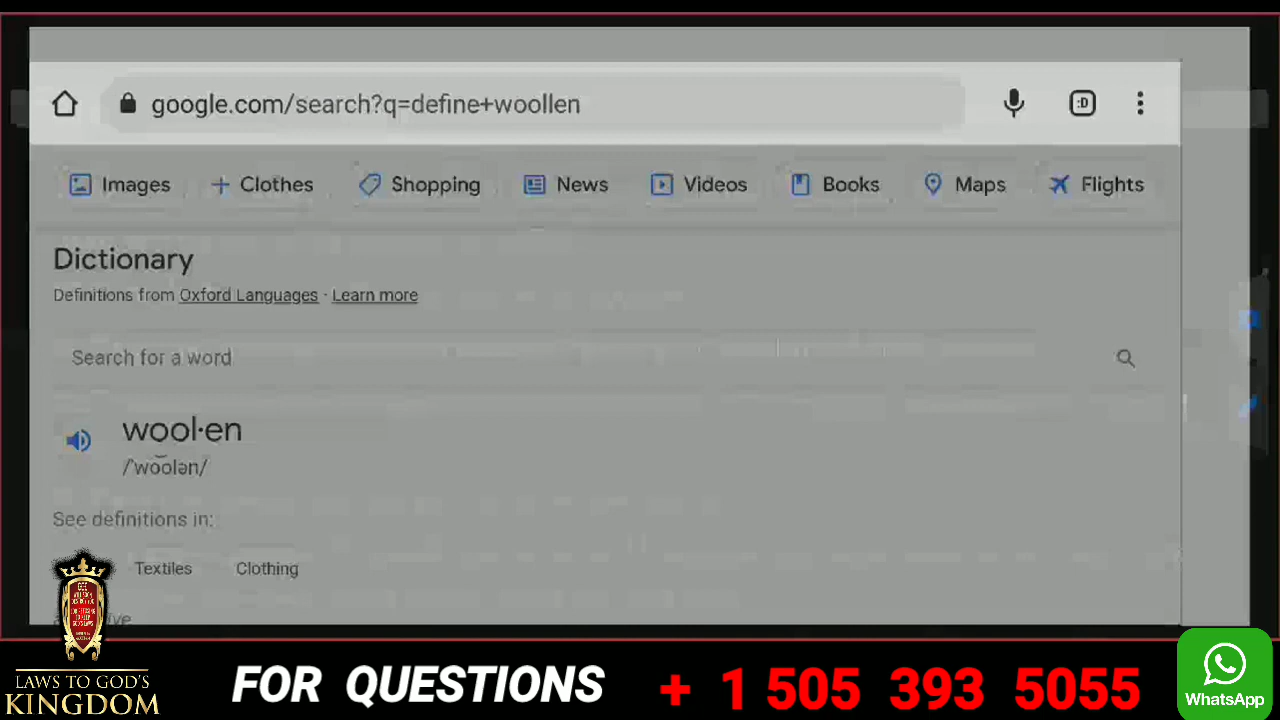 google.com/search?q=define+woollen
:D
Images Clothes Shopping News Videos Books Maps Flights
Dictionary
Definitions from Oxford Languages · Learn more
Search for a word
wool·en
/ˈwo͝olən/
See definitions in:
Textiles Clothing
LAWS TO GOD'S
KINGDOM
FOR QUESTIONS + 1 505 393 5055
WhatsApp